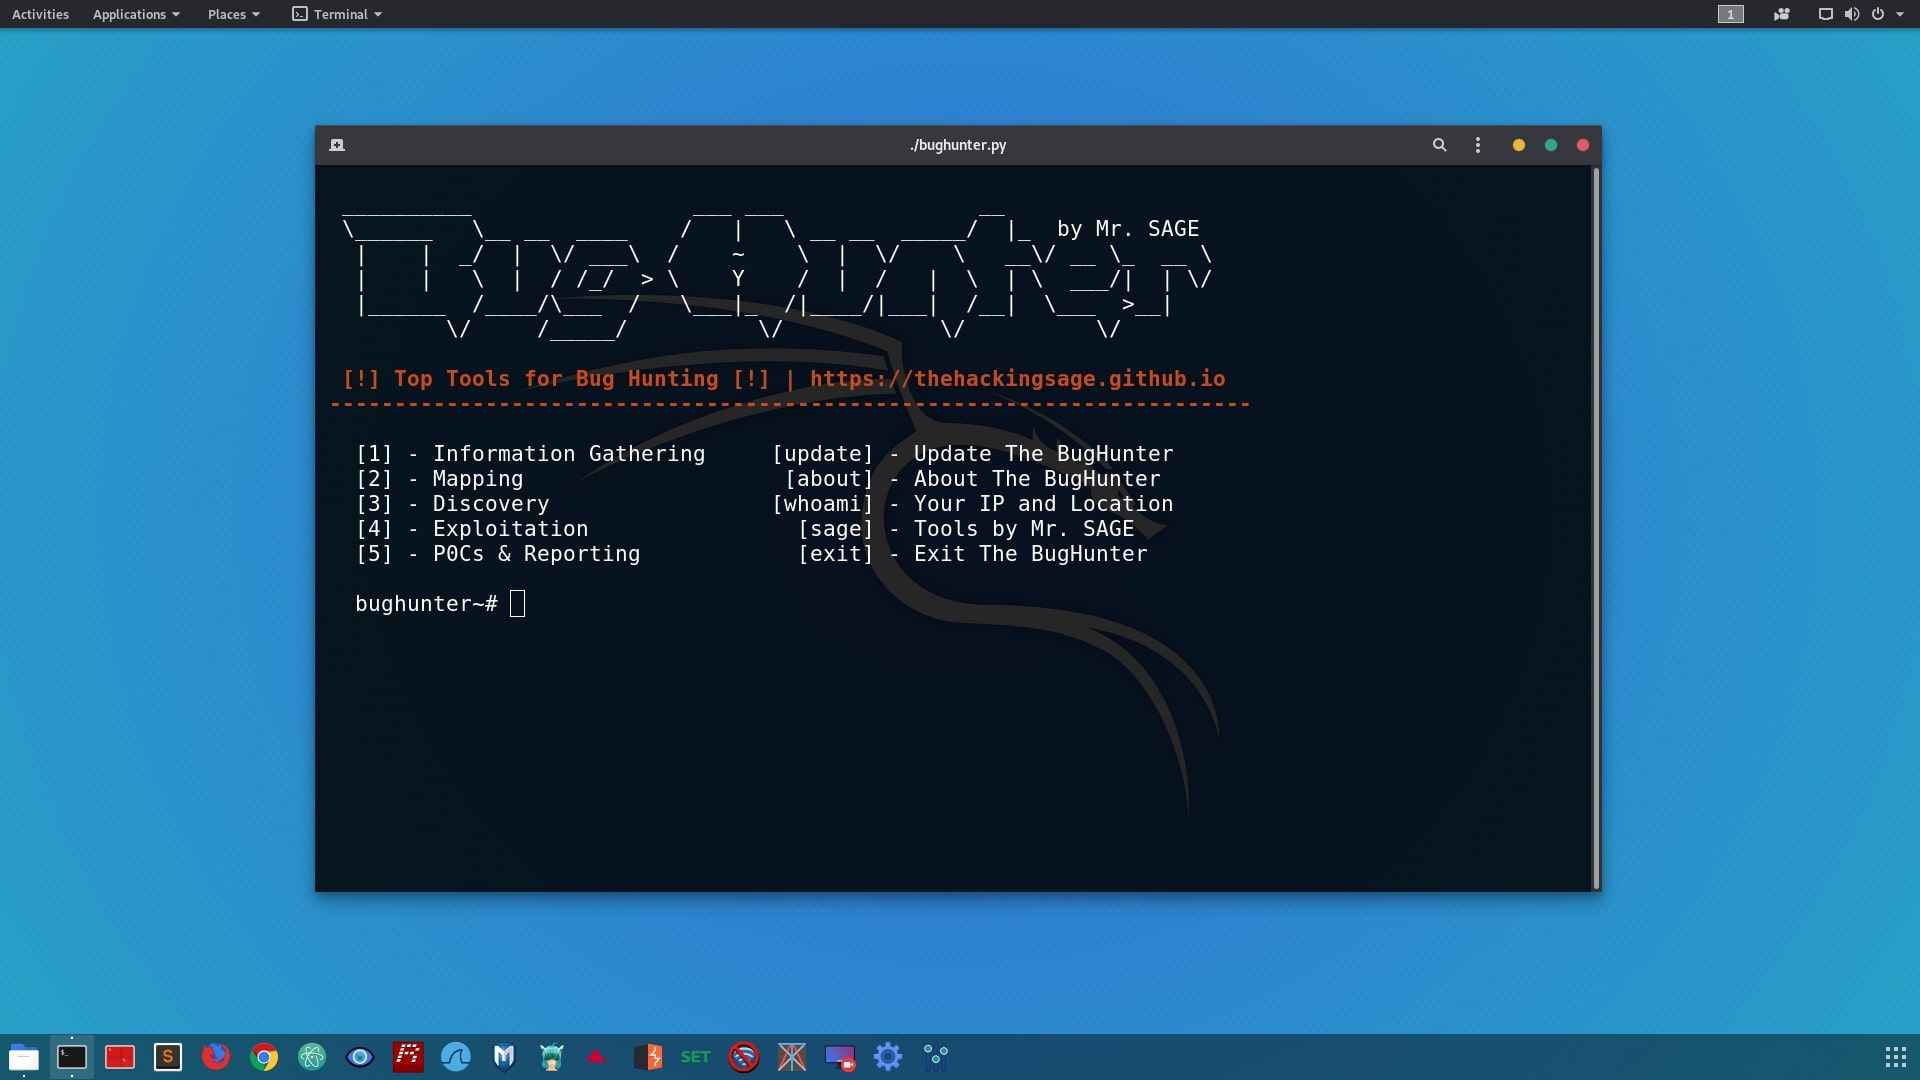 Activities Applications Places Terminal 1
./bughunter.py
BugHunter by Mr. SAGE
[!] Top Tools for Bug Hunting [!] | https://thehackingsage.github.io
[1] - Information Gathering [update] - Update The BugHunter
[2] - Mapping [about] - About The BugHunter
[3] - Discovery [whoami] - Your IP and Location
[4] - Exploitation [sage] - Tools by Mr. SAGE
[5] - P0Cs & Reporting [exit] - Exit The BugHunter
bughunter~#
SET